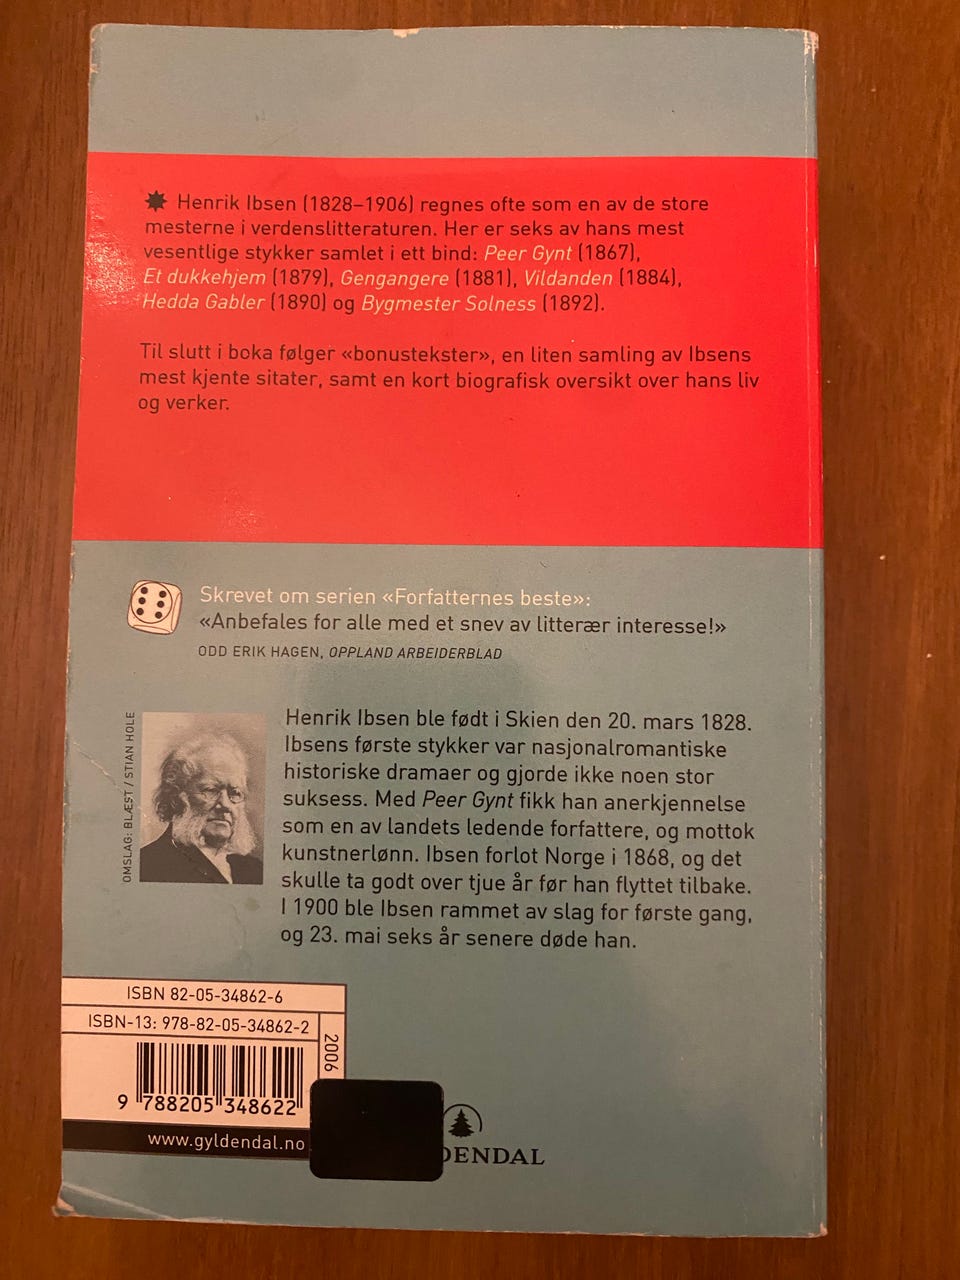 Henrik Ibsen (1828–1906) regnes ofte som en av de store
mesterne i verdenslitteraturen. Her er seks av hans mest
vesentlige stykker samlet i ett bind: Peer Gynt (1867),
Et dukkehjem (1879), Gengangere (1881), Vildanden (1884),
Hedda Gabler (1890) og Bygmester Solness (1892).
Til slutt i boka følger «bonustekster», en liten samling av Ibsens
mest kjente sitater, samt en kort biografisk oversikt over hans liv
og verker.
Skrevet om serien «Forfatternes beste»:
«Anbefales for alle med et snev av litterær interesse!»
ODD ERIK HAGEN, OPPLAND ARBEIDERBLAD
OMSLAG: BLÆST / STIAN HOLE
Henrik Ibsen ble født i Skien den 20. mars 1828.
Ibsens første stykker var nasjonalromantiske
historiske dramaer og gjorde ikke noen stor
suksess. Med Peer Gynt fikk han anerkjennelse
som en av landets ledende forfattere, og mottok
kunstnerlønn. Ibsen forlot Norge i 1868, og det
skulle ta godt over tjue år før han flyttet tilbake.
I 1900 ble Ibsen rammet av slag for første gang,
og 23. mai seks år senere døde han.
ISBN 82-05-34862-6
ISBN-13: 978-82-05-34862-2
2006
9 788205 348622
www.gyldendal.no
DENDAL